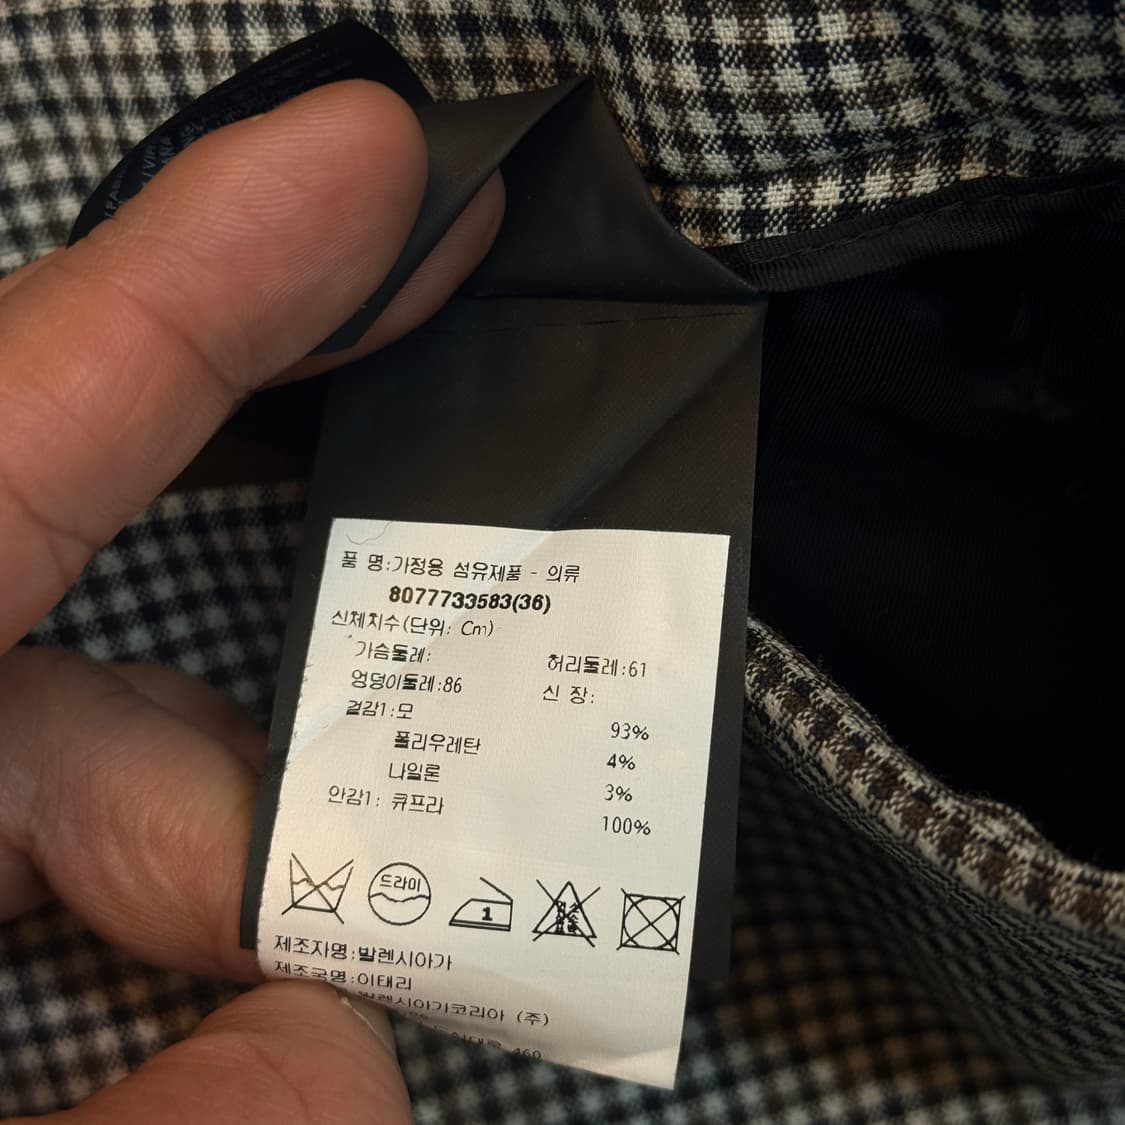 품 명:가정용 섬유제품 - 의류
8077733583(36)
신체치수(단위: Cm)
가슴둘레: 허리둘레:61
엉덩이둘레:86 신 장:
겉감1:모 93%
폴리우레탄 4%
나일론 3%
안감1: 큐프라 100%
드라이
1
제조자명:발렌시아가
제조국명:이태리
발렌시아가코리아 (주)
460